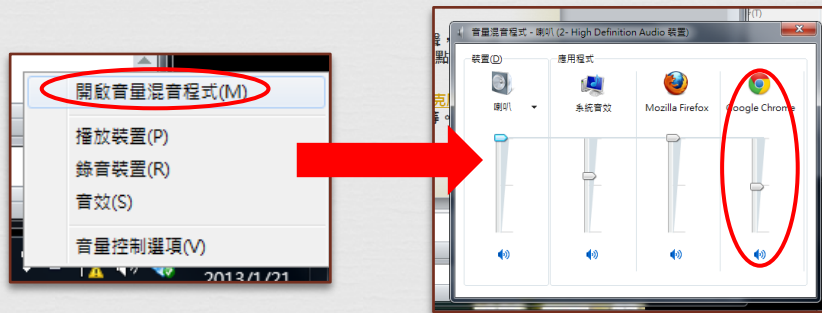 開啟音量混音程式(M)
播放裝置(P)
錄音裝置(R)
音效(S)
音量控制選項(V)
2013/1/21
音量混音程式 - 喇叭 (2- High Definition Audio 裝置)
裝置(D)
應用程式
喇叭
系統音效
Mozilla Firefox
Google Chrome